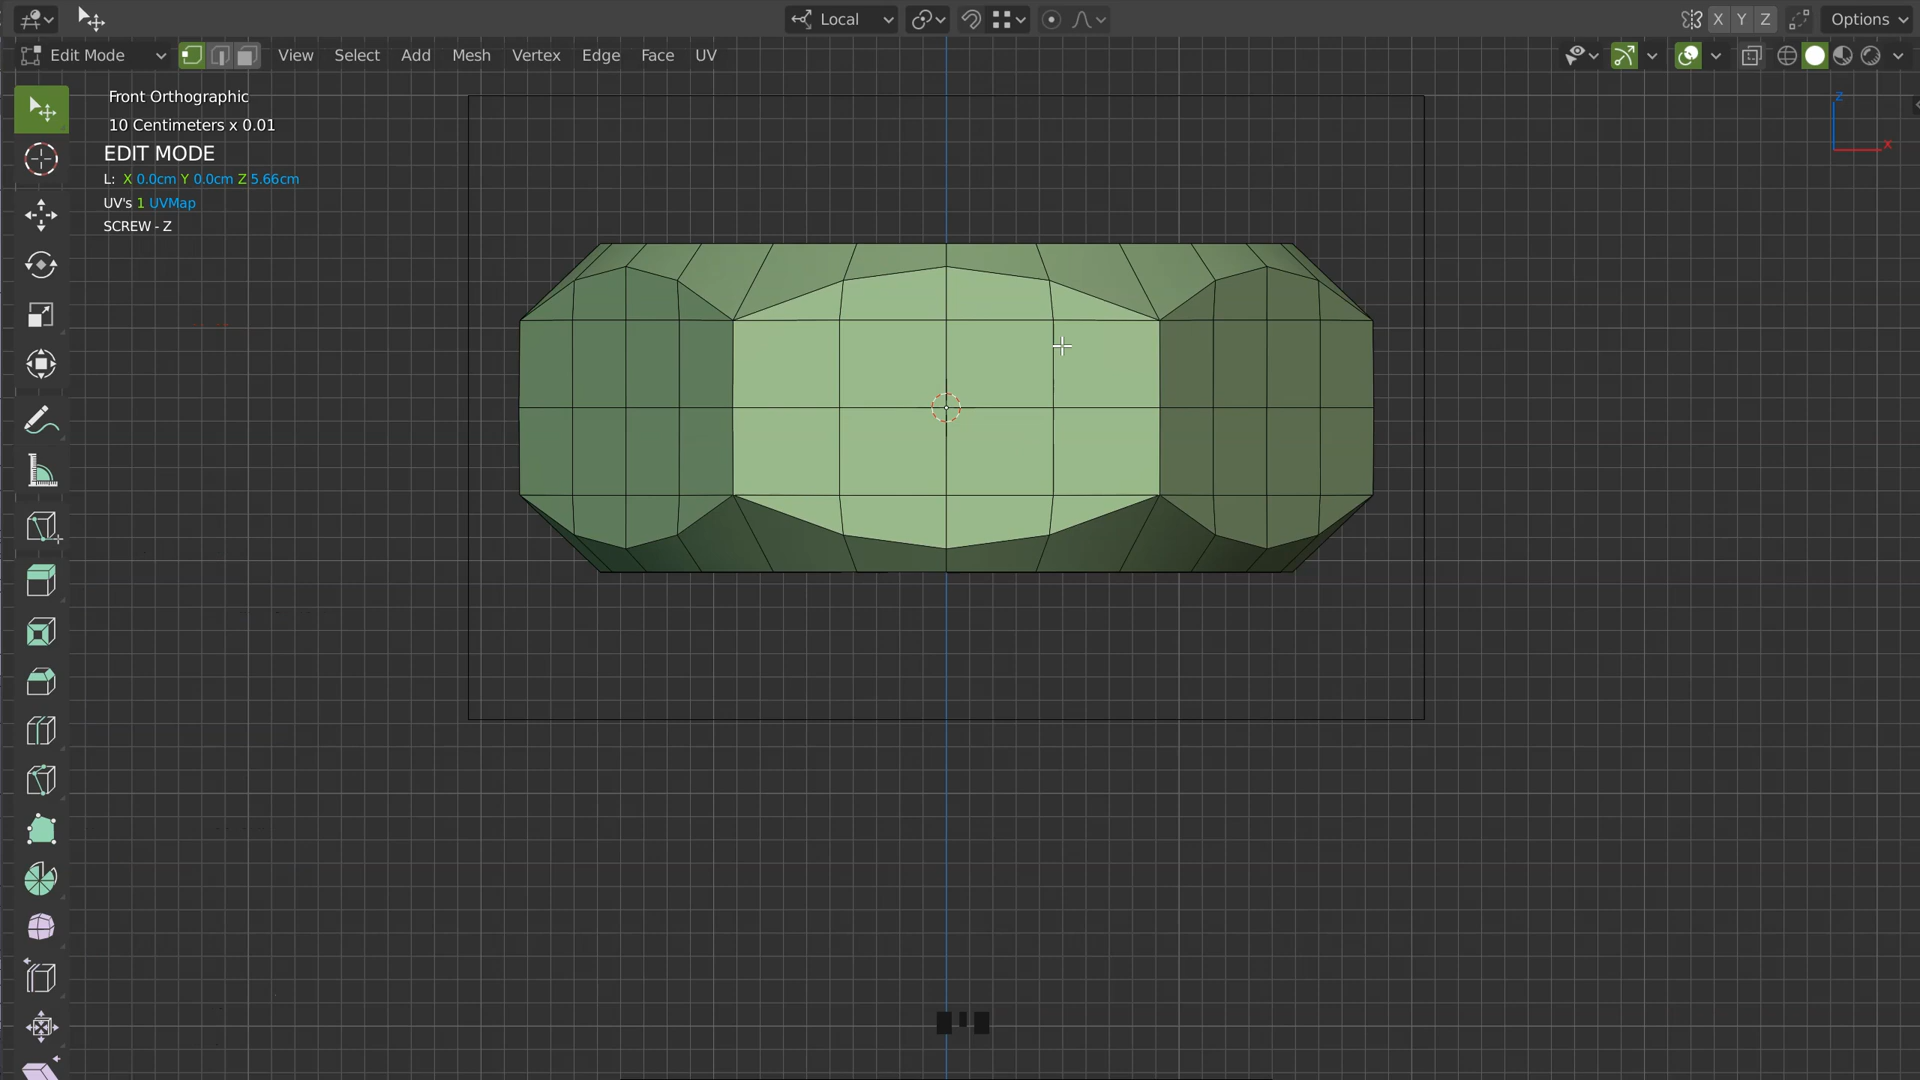 Local
X Y Z
Options
Edit Mode
View Select Add Mesh Vertex Edge Face UV
Front Orthographic
10 Centimeters x 0.01
EDIT MODE
L: X 0.0cm Y 0.0cm Z 5.66cm
UV's 1 UVMap
SCREW - Z
Z
X